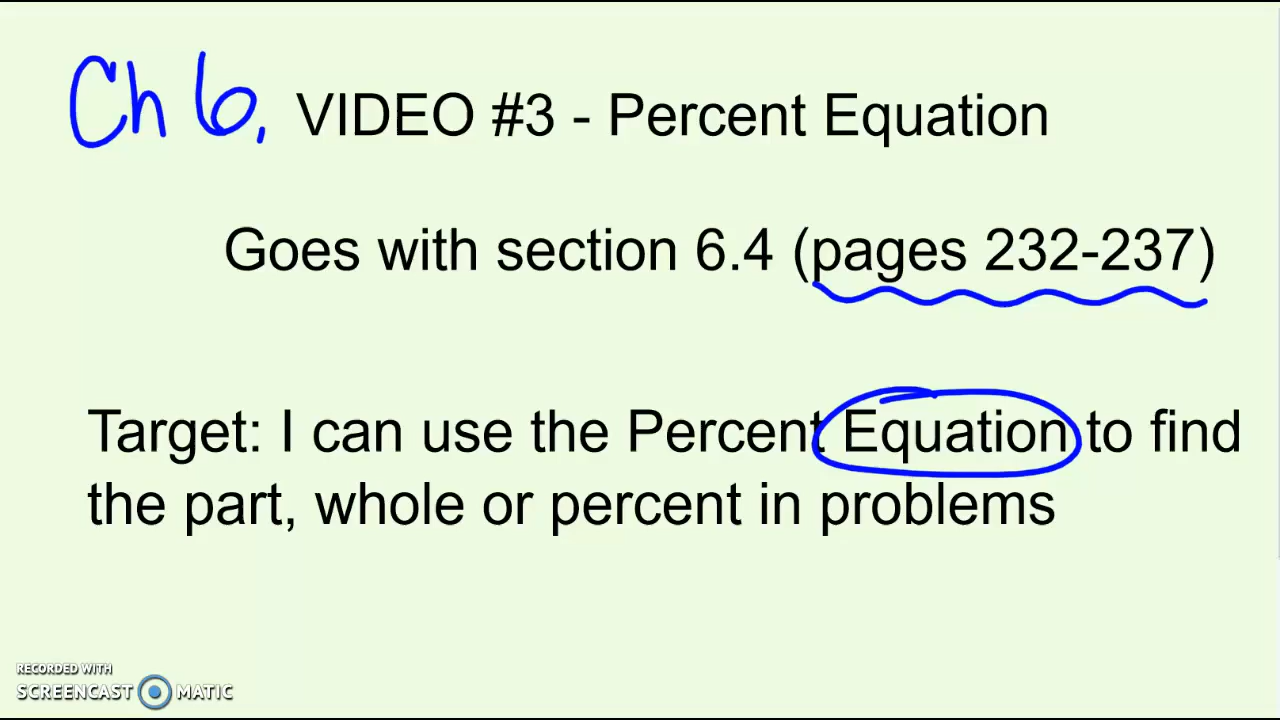 Ch 6. VIDEO #3 - Percent Equation
Goes with section 6.4 (pages 232-237)
Target: I can use the Percent Equation to find
the part, whole or percent in problems
RECORDED WITH
SCREENCAST MATIC